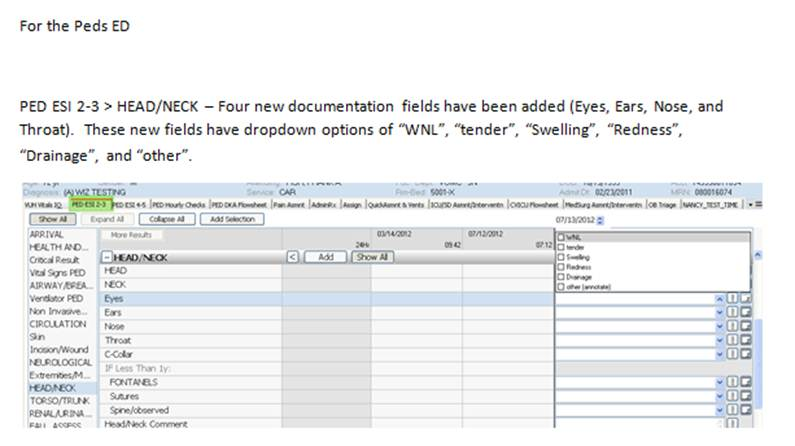 For the Peds ED
PED ESI 2-3 > HEAD/NECK – Four new documentation fields have been added (Eyes, Ears, Nose, and
Throat). These new fields have dropdown options of “WNL”, “tender”, “Swelling”, “Redness”,
“Drainage”, and “other”.
Diagnosis: (A) WIZ TESTING Service: CAR Rm-Bed: 5001-X Admit Dt: 02/23/2011 MRN: 080016074
VUH Vitals IQ PED ESI 2-3 PED ESI 4-5 PED Hourly Checks PED DKA Flowsheet Pain Assmnt AdminRx Assign QuickAssmnt & Vents ICU/SD Assmnt/Interventn CVICU Flowsheet MedSurg Assmnt/Interventn OB Triage NANCY_TEST_TIME
Show All Expand All Collapse All Add Selection 07/13/2012
ARRIVAL More Results 03/14/2012 07/12/2012 WNL
HEALTH AND... 24Hr 09:42 07:12 tender
Critical Result HEAD/NECK < Add Show All Swelling
Vital Signs PED HEAD Redness
AIRWAY/BREA... NECK Drainage
other (annotate)
Ventilator PED Eyes
Non Invasive... Ears
CIRCULATION Nose
Skin Throat
Incision/Wound C-Collar
NEUROLOGICAL IF Less Than 1y:
Extremities/M... FONTANELS
HEAD/NECK Sutures
TORSO/TRUNK Spine/observed
RENAL/URINA... Head/Neck Comment
FALL ASSESS